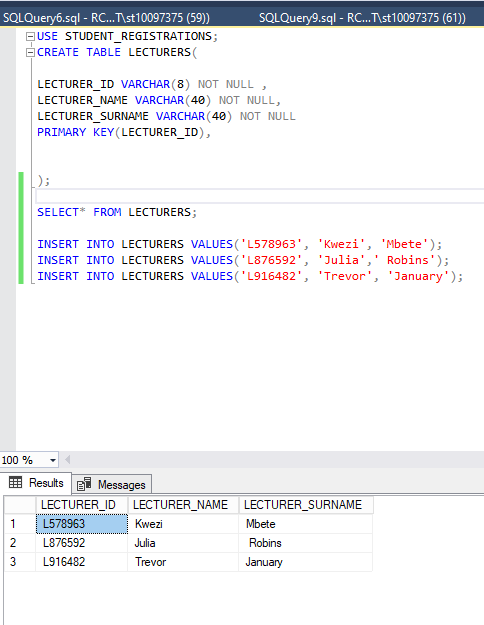 SQLQuery6.sql - RC...T\st10097375 (59)) SQLQuery9.sql - RC...T\st10097375 (61))
USE STUDENT_REGISTRATIONS;
CREATE TABLE LECTURERS(
LECTURER_ID VARCHAR(8) NOT NULL ,
LECTURER_NAME VARCHAR(40) NOT NULL,
LECTURER_SURNAME VARCHAR(40) NOT NULL
PRIMARY KEY(LECTURER_ID),
);
SELECT* FROM LECTURERS;
INSERT INTO LECTURERS VALUES('L578963', 'Kwezi', 'Mbete');
INSERT INTO LECTURERS VALUES('L876592', 'Julia',' Robins');
INSERT INTO LECTURERS VALUES('L916482', 'Trevor', 'January');
100 %
Results Messages
LECTURER_ID LECTURER_NAME LECTURER_SURNAME
1 L578963 Kwezi Mbete
2 L876592 Julia Robins
3 L916482 Trevor January